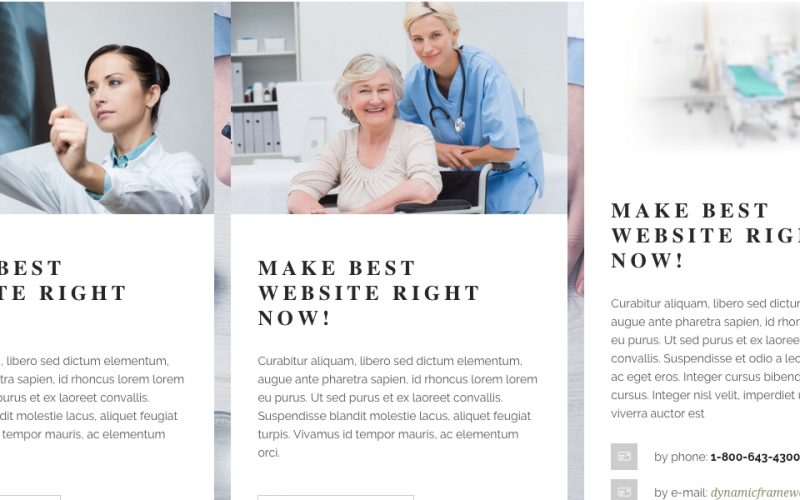 BEST
TE RIGHT
, libero sed dictum elementum,
tra sapien, id rhoncus lorem lorem
purus et ex laoreet convallis.
dit molestie lacus, aliquet feugiat
tempor mauris, ac elementum
MAKE BEST
WEBSITE RIGHT
NOW!
Curabitur aliquam, libero sed dictum elementum,
augue ante pharetra sapien, id rhoncus lorem lorem
eu purus. Ut sed purus et ex laoreet convallis.
Suspendisse blandit molestie lacus, aliquet feugiat
turpis. Vivamus id tempor mauris, ac elementum
orci.
MAKE BEST
WEBSITE RIG
NOW!
Curabitur aliquam, libero sed dictu
augue ante pharetra sapien, id rho
eu purus. Ut sed purus et ex laoree
convallis. Suspendisse et odio a lec
ac eget eros. Integer cursus bibend
cursus. Integer nisl velit, imperdiet u
viverra auctor est
by phone: 1-800-643-4300
by e-mail: dynamicframew